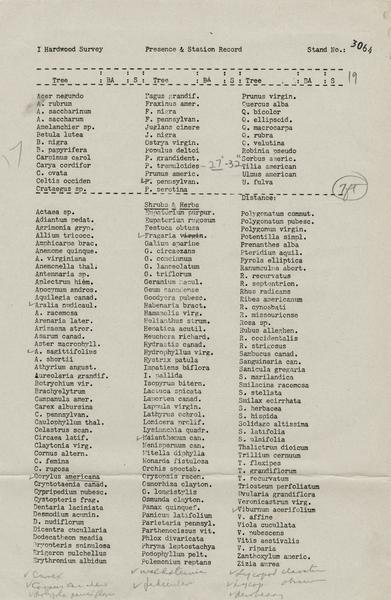 I Hardwood Survey Presence & Station Record Stand No.: 3064
Tree :BA :S : Tree :BA :S : Tree :BA :S
19
Acer negundo Fagus grandif. Prunus virgin.
A. rubrum Fraxinus amer. Quercus alba
A. saccharinum F. nigra Q. bicolor
A. saccharum F. pennsylvan. Q. ellipsoid.
Amelanchier sp. Juglans cinere Q. macrocarpa
Betula lutea J. nigra Q. rubra
B. nigra Ostrya virgin. Q. velutina
B. papyrifera Populus deltoi Robinia pseudo
Carpinus carol. P. grandident. Sorbus americ.
Carya cordifor P. tremuloides Tilia american
C. ovata Prunus americ. Ulmus american
Celtis occiden P. pennsylvan. U. fulva
Crataegus sp. P. serotina
Distance:
Shrubs & Herbs
Actaea sp. Eupatorium purpur. Polygonatum commut.
Adiantum pedat. Eupatorium rugosum Polygonatum pubesc.
Agrimonia gryp. Festuca obtusa Polygonum virgin.
Allium tricocc. Fragaria virgin. Potentilla simpl.
Amphicarpa brac. Galium aparine Prenanthes alba
Anemone quinque. G. circaezans Pteridium aquil.
A. virginiana G. concinnum Pyrola elliptica
Anemonella thal. G. lanceolatum Ranunculus abort.
Antennaria sp. G. triflorum R. recurvatus
Aplectrum hiem. Geranium macul. R. septentrion.
Apocynum andros. Geum canadense Rhus radicans
Aquilegia canad. Goodyera pubesc. Ribes americanum
Aralia nudicaul. Habenaria bract. R. cynosbati
A. racemosa Hamamelis virg. R. missouriense
Arenaria later. Helianthus strum. Rosa sp.
Arisaema atror. Hepatica acutil. Rubus alleghen.
Asarum canad. Heuchera richard. R. occidentalis
Aster macrophyll. Hydrastis canad. R. strigosus
A. sagittifolius Hydrophyllum virg. Sambucus canad.
A. shortii Hystrix patula Sanguinaria can.
Athyrium angust. Impatiens biflora Sanicula gregaria
Aureolaria grandif. I. pallida S. marilandica
Botrychium vir. Isopyrum bitern. Smilacina racemosa
Brachyelytrum Lactuca spicata S. stellata
Campanula amer. Laportea canad. Smilax ecirrhata
Carex albursina Lappula virgin. S. herbacea
C. pennsylvan. Lathyrus ochrol. S. hispida
Caulophyllum thal. Lonicera prolif. Solidago altissima
Celastrus scan. Lysimachia quadr. S. latifolia
Circaea latif. Maianthemum can. S. ulmifolia
Claytonia virg. Menispermum can. Thalictrum dioicum
Cornus altern. Mitella diphylla Trillium cernuum
C. femina Monarda fistulosa T. flexipes
C. rugosa Orchis spectab. T. grandiflorum
Corylus americana Oryzopsis racem. T. recurvatum
Cryptotaenia canad. Osmorhiza clayton. Triosteum perfoliatum
Cypripedium pubesc. O. longistylis Uvularia grandiflora
Cystopteris frag. Osmunda clayton. Veronicastrum virg.
Dentaria laciniata Panax quinquef. Viburnum acerifolium
Desmodium acumin. Panicum latifolium V. affine
D. nudiflorum Parietaria pensyl. Viola cucullata
Dicentra cucullaria Parthenocissus vit. V. pubescens
Dodecatheon meadia Phlox divaricata Vitis aestivalis
Dryopteris spinulosa Phryma leptostachya V. riparia
Erigeron pulchellus Podophyllum pelt. Zanthoxylum americ.
Erythronium albidum Polemonium reptans Zizia aurea
Carex